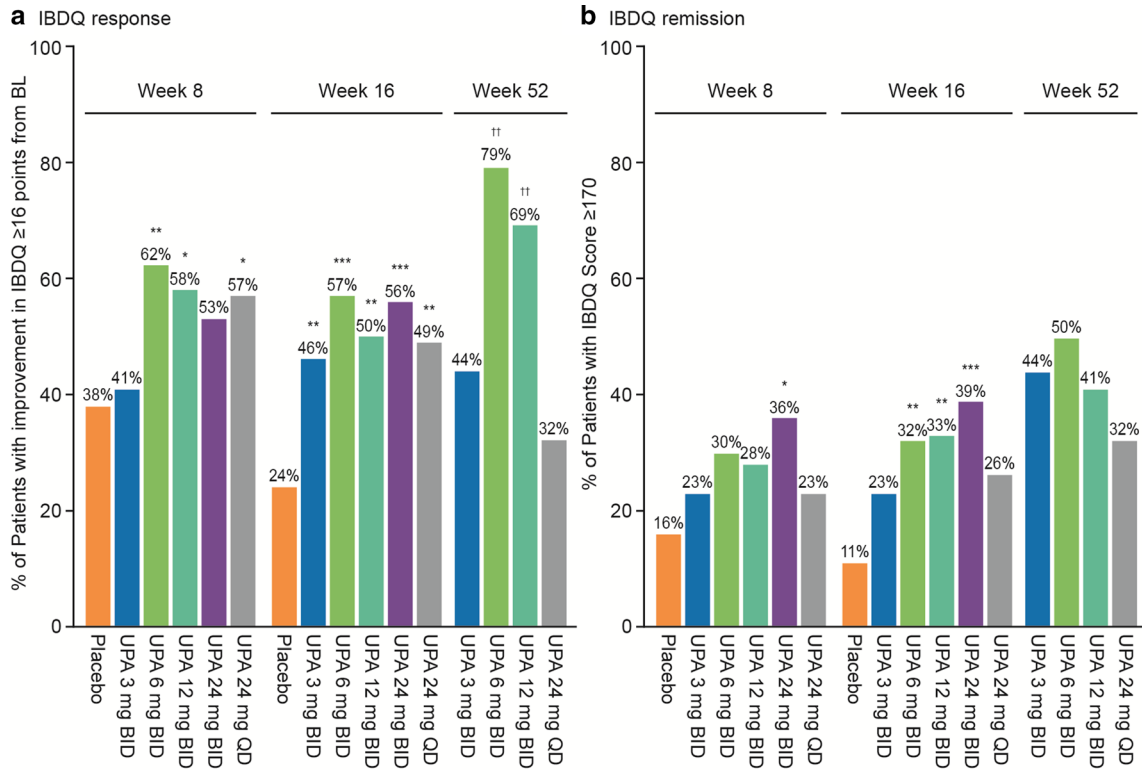 a IBDQ response
% of Patients with improvement in IBDQ ≥16 points from BL
100
80
60
40
20
0
Week 8
Week 16
Week 52
38%
41%
**
62%
*
58%
53%
*
57%
24%
**
46%
***
57%
**
50%
***
56%
**
49%
44%
††
79%
††
69%
32%
Placebo
UPA 3 mg BID
UPA 6 mg BID
UPA 12 mg BID
UPA 24 mg BID
UPA 24 mg QD
Placebo
UPA 3 mg BID
UPA 6 mg BID
UPA 12 mg BID
UPA 24 mg BID
UPA 24 mg QD
UPA 3 mg BID
UPA 6 mg BID
UPA 12 mg BID
UPA 24 mg QD
b IBDQ remission
% of Patients with IBDQ Score ≥170
100
80
60
40
20
0
Week 8
Week 16
Week 52
16%
23%
30%
28%
*
36%
23%
11%
23%
**
32%
**
33%
***
39%
26%
44%
50%
41%
32%
Placebo
UPA 3 mg BID
UPA 6 mg BID
UPA 12 mg BID
UPA 24 mg BID
UPA 24 mg QD
Placebo
UPA 3 mg BID
UPA 6 mg BID
UPA 12 mg BID
UPA 24 mg BID
UPA 24 mg QD
UPA 3 mg BID
UPA 6 mg BID
UPA 12 mg BID
UPA 24 mg QD